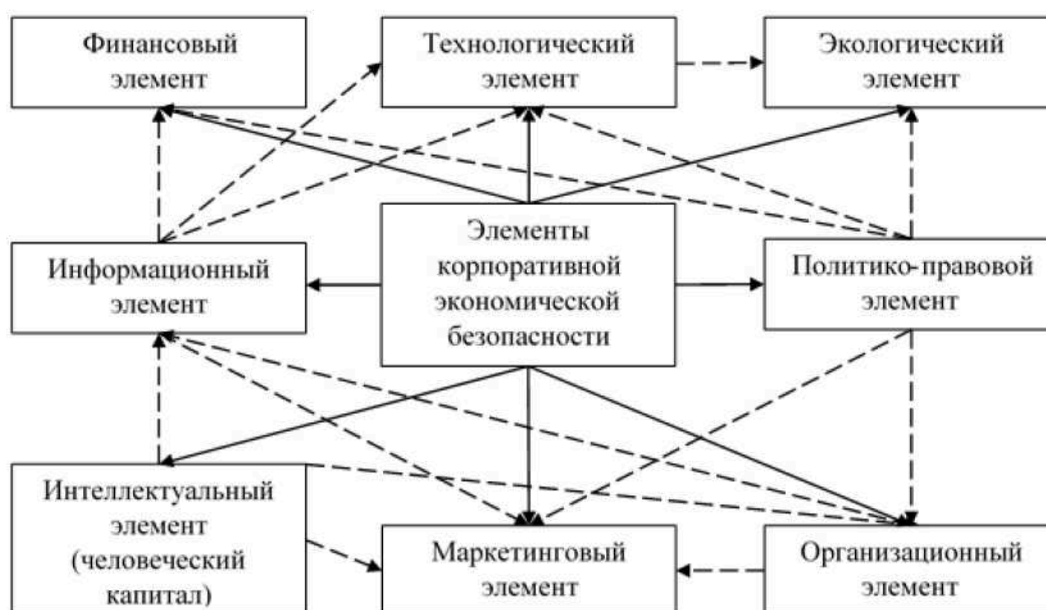 Финансовый
элемент
Технологический
элемент
Экологический
элемент
Информационный
элемент
Элементы
корпоративной
экономической
безопасности
Политико-правовой
элемент
Интеллектуальный
элемент
(человеческий
капитал)
Маркетинговый
элемент
Организационный
элемент